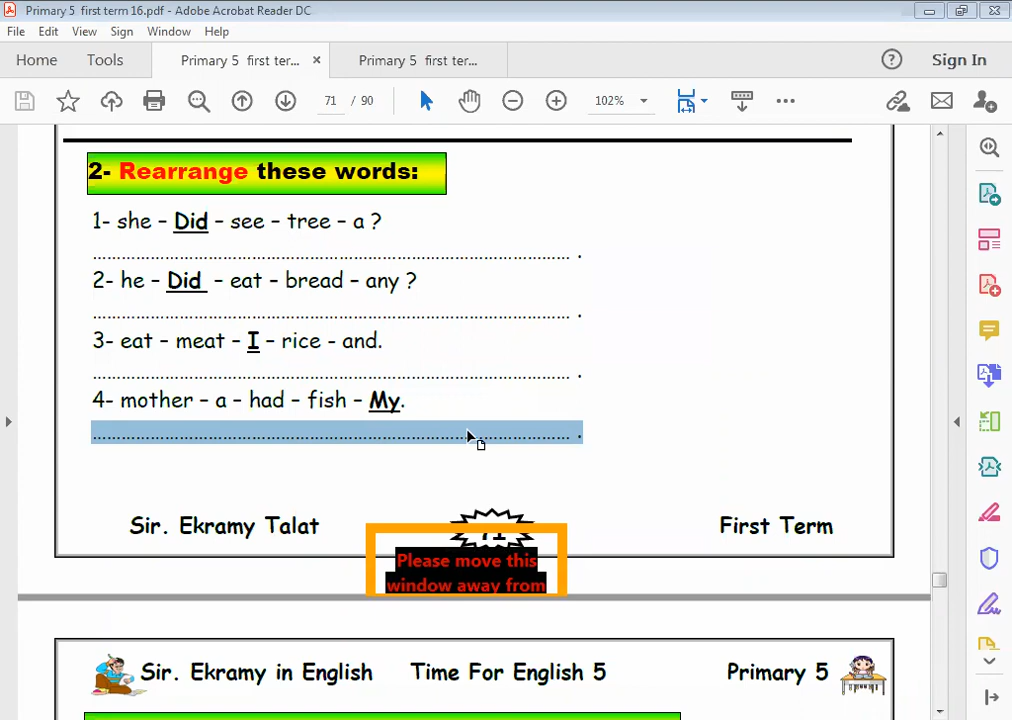 Primary 5 first term 16.pdf - Adobe Acrobat Reader DC
File Edit View Sign Window Help
Home Tools Primary 5 first ter... × Primary 5 first ter... ? Sign In
71 / 90 102%
2- Rearrange these words:
1- she – Did – see – tree – a ?
.................................................................................................... .
2- he – Did – eat – bread – any ?
.................................................................................................... .
3- eat – meat – I – rice - and.
.................................................................................................... .
4- mother – a – had – fish – My.
.................................................................................................... .
Sir. Ekramy Talat 71 First Term
Please move this
window away from
Sir. Ekramy in English Time For English 5 Primary 5